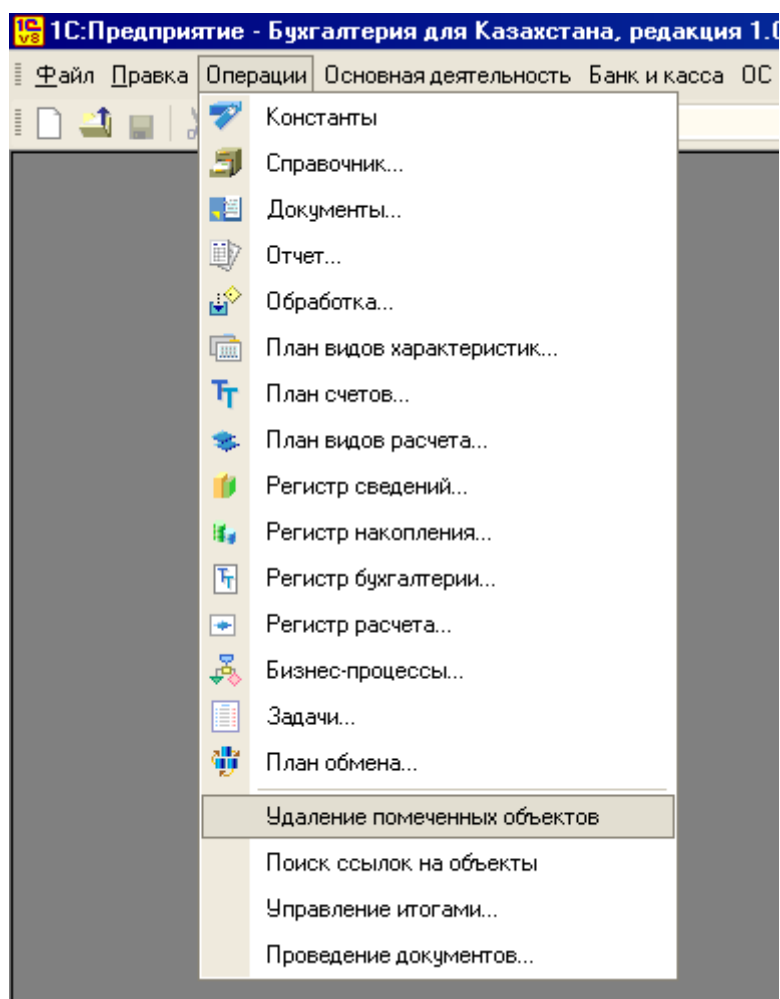 1С:Предприятие - Бухгалтерия для Казахстана, редакция 1.0
Файл Правка Операции Основная деятельность Банк и касса ОС
Константы
Справочник...
Документы...
Отчет...
Обработка...
План видов характеристик...
План счетов...
План видов расчета...
Регистр сведений...
Регистр накопления...
Регистр бухгалтерии...
Регистр расчета...
Бизнес-процессы...
Задачи...
План обмена...
Удаление помеченных объектов
Поиск ссылок на объекты
Управление итогами...
Проведение документов...